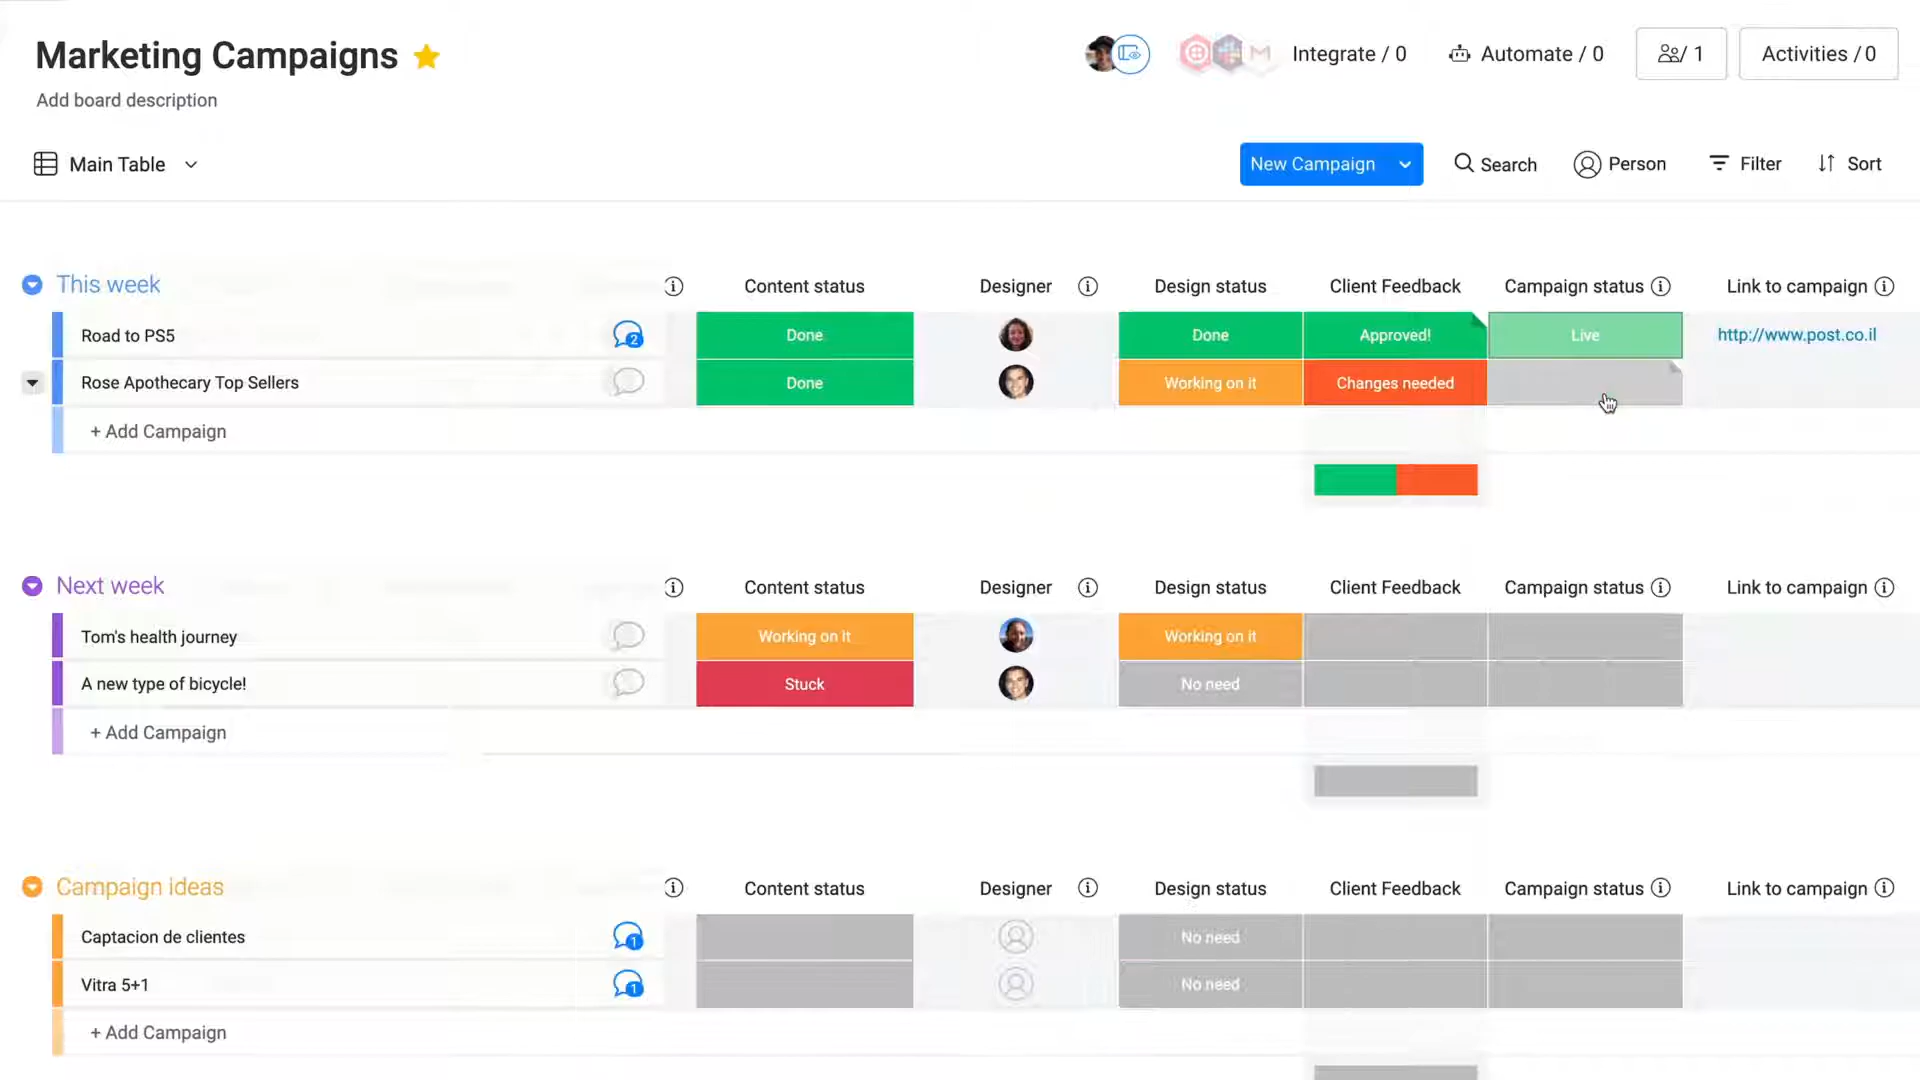 Marketing Campaigns
Integrate / 0
Automate / 0
/ 1
Activities / 0
Add board description
Main Table
New Campaign
Search
Person
Filter
Sort
This week
Content status
Designer
Design status
Client Feedback
Campaign status
Link to campaign
Road to PS5
2
Done
Done
Approved!
Live
http://www.post.co.il
Rose Apothecary Top Sellers
Done
Working on it
Changes needed
+ Add Campaign
Next week
Content status
Designer
Design status
Client Feedback
Campaign status
Link to campaign
Tom's health journey
Working on it
Working on it
A new type of bicycle!
Stuck
No need
+ Add Campaign
Campaign ideas
Content status
Designer
Design status
Client Feedback
Campaign status
Link to campaign
Captacion de clientes
1
No need
Vitra 5+1
1
No need
+ Add Campaign